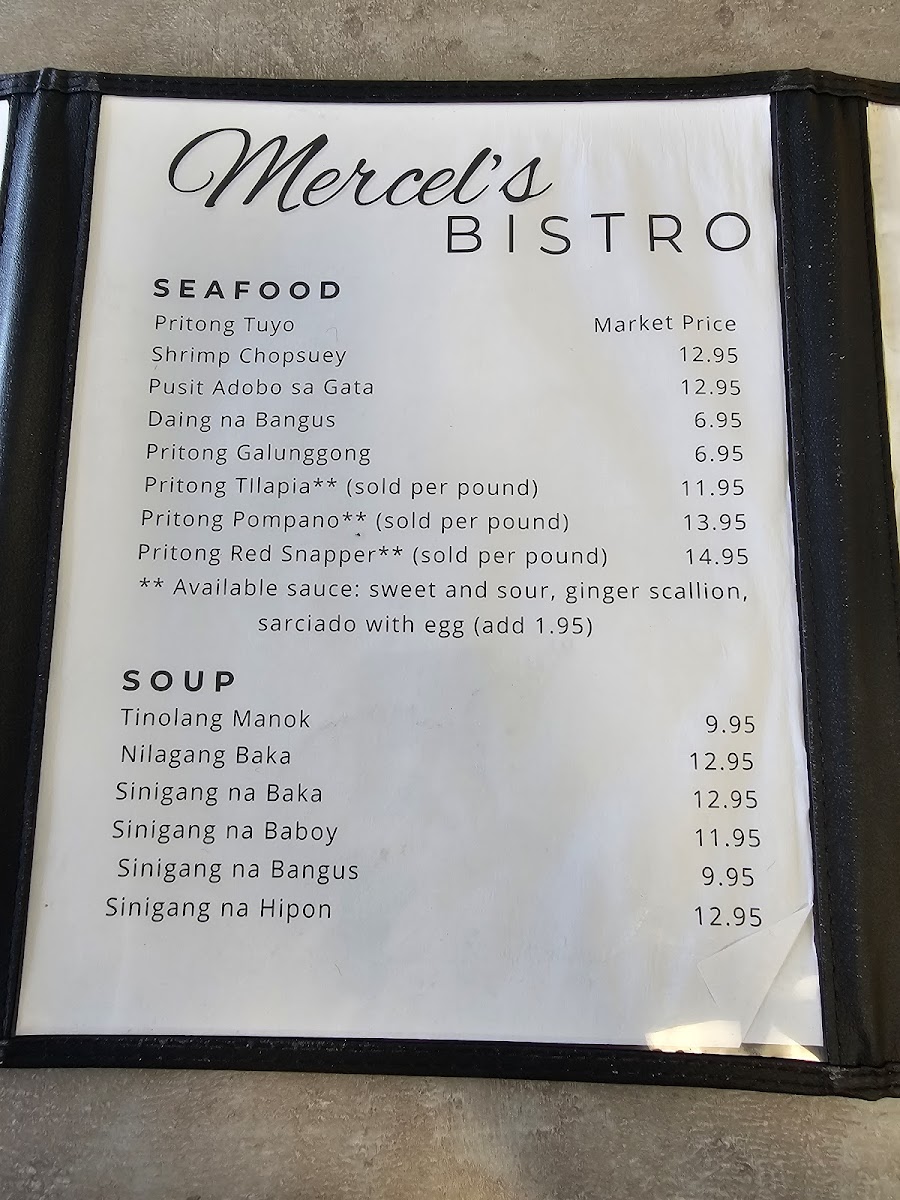 Mercel's
BISTRO
SEAFOOD
Pritong Tuyo Market Price
Shrimp Chopsuey 12.95
Pusit Adobo sa Gata 12.95
Daing na Bangus 6.95
Pritong Galunggong 6.95
Pritong TIlapia** (sold per pound) 11.95
Pritong Pompano** (sold per pound) 13.95
Pritong Red Snapper** (sold per pound) 14.95
** Available sauce: sweet and sour, ginger scallion,
sarciado with egg (add 1.95)
SOUP
Tinolang Manok 9.95
Nilagang Baka 12.95
Sinigang na Baka 12.95
Sinigang na Baboy 11.95
Sinigang na Bangus 9.95
Sinigang na Hipon 12.95